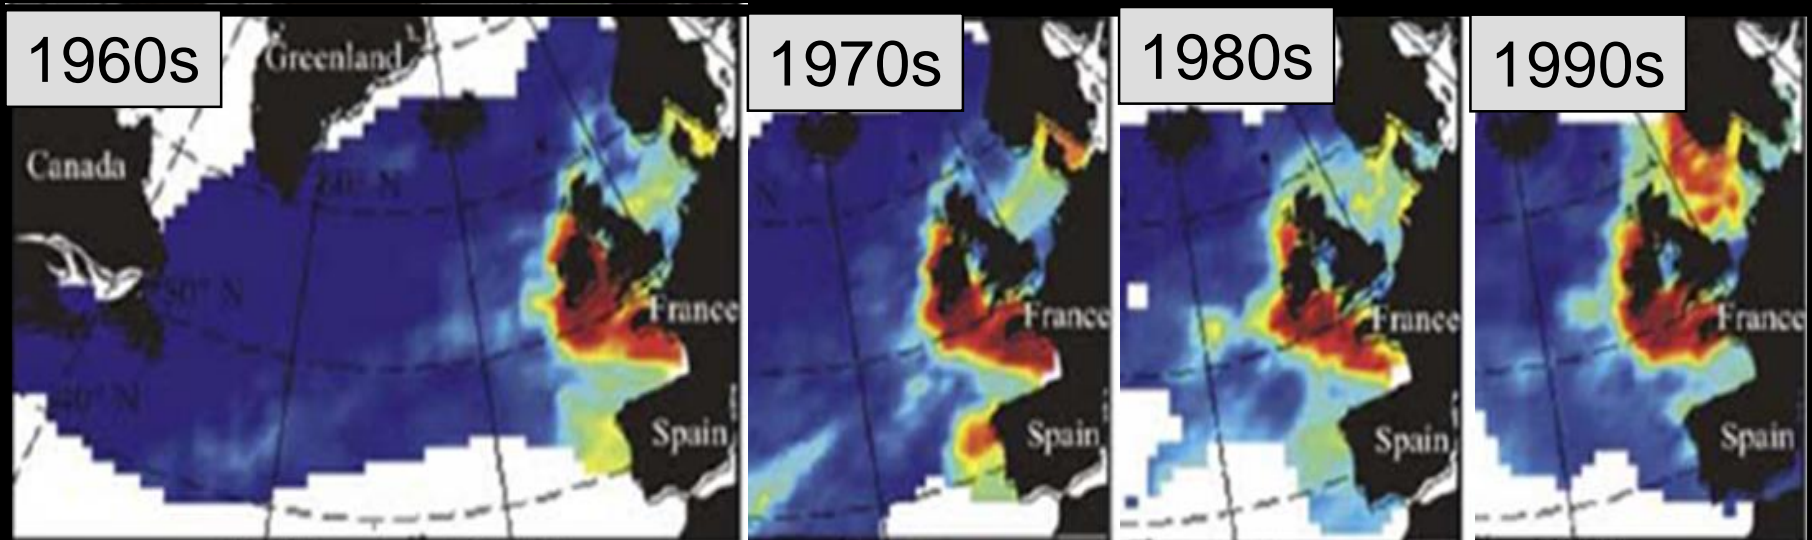 1960s
Greenland
Canada
60° N
50° N
40° N
France
Spain
1970s
N
France
Spain
1980s
France
Spain
1990s
France
Spain